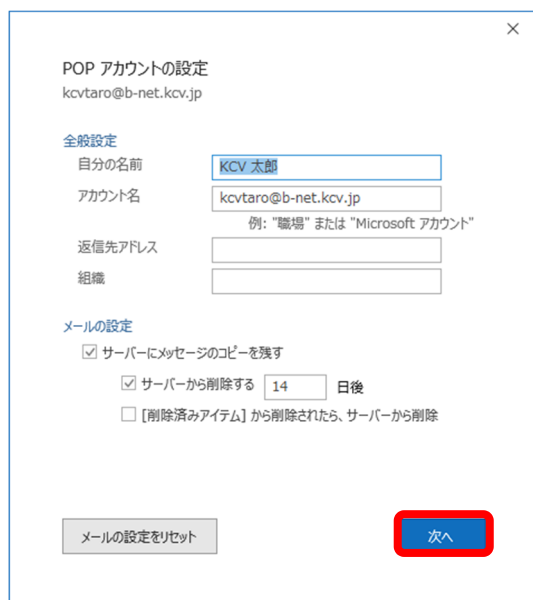 POP アカウントの設定
kcvtaro@b-net.kcv.jp
全般設定
自分の名前 KCV 太郎
アカウント名 kcvtaro@b-net.kcv.jp
例: "職場" または "Microsoft アカウント"
返信先アドレス
組織
メールの設定
サーバーにメッセージのコピーを残す
サーバーから削除する 14 日後
[削除済みアイテム] から削除されたら、サーバーから削除
メールの設定をリセット 次へ